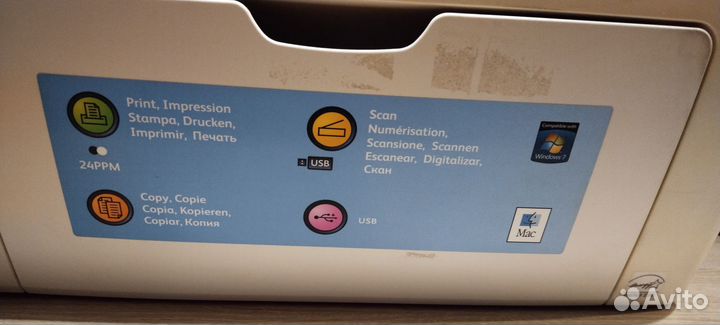 Print, Impression
Stampa, Drucken,
Imprimir, Печать
24PPM
Copy, Copie
Copia, Kopieren,
Copiar, Копия
Scan
Numérisation,
Scansione, Scannen
Escanear, Digitalizar,
Скан
USB
USB
Compatible with
Windows 7
Mac
Avito